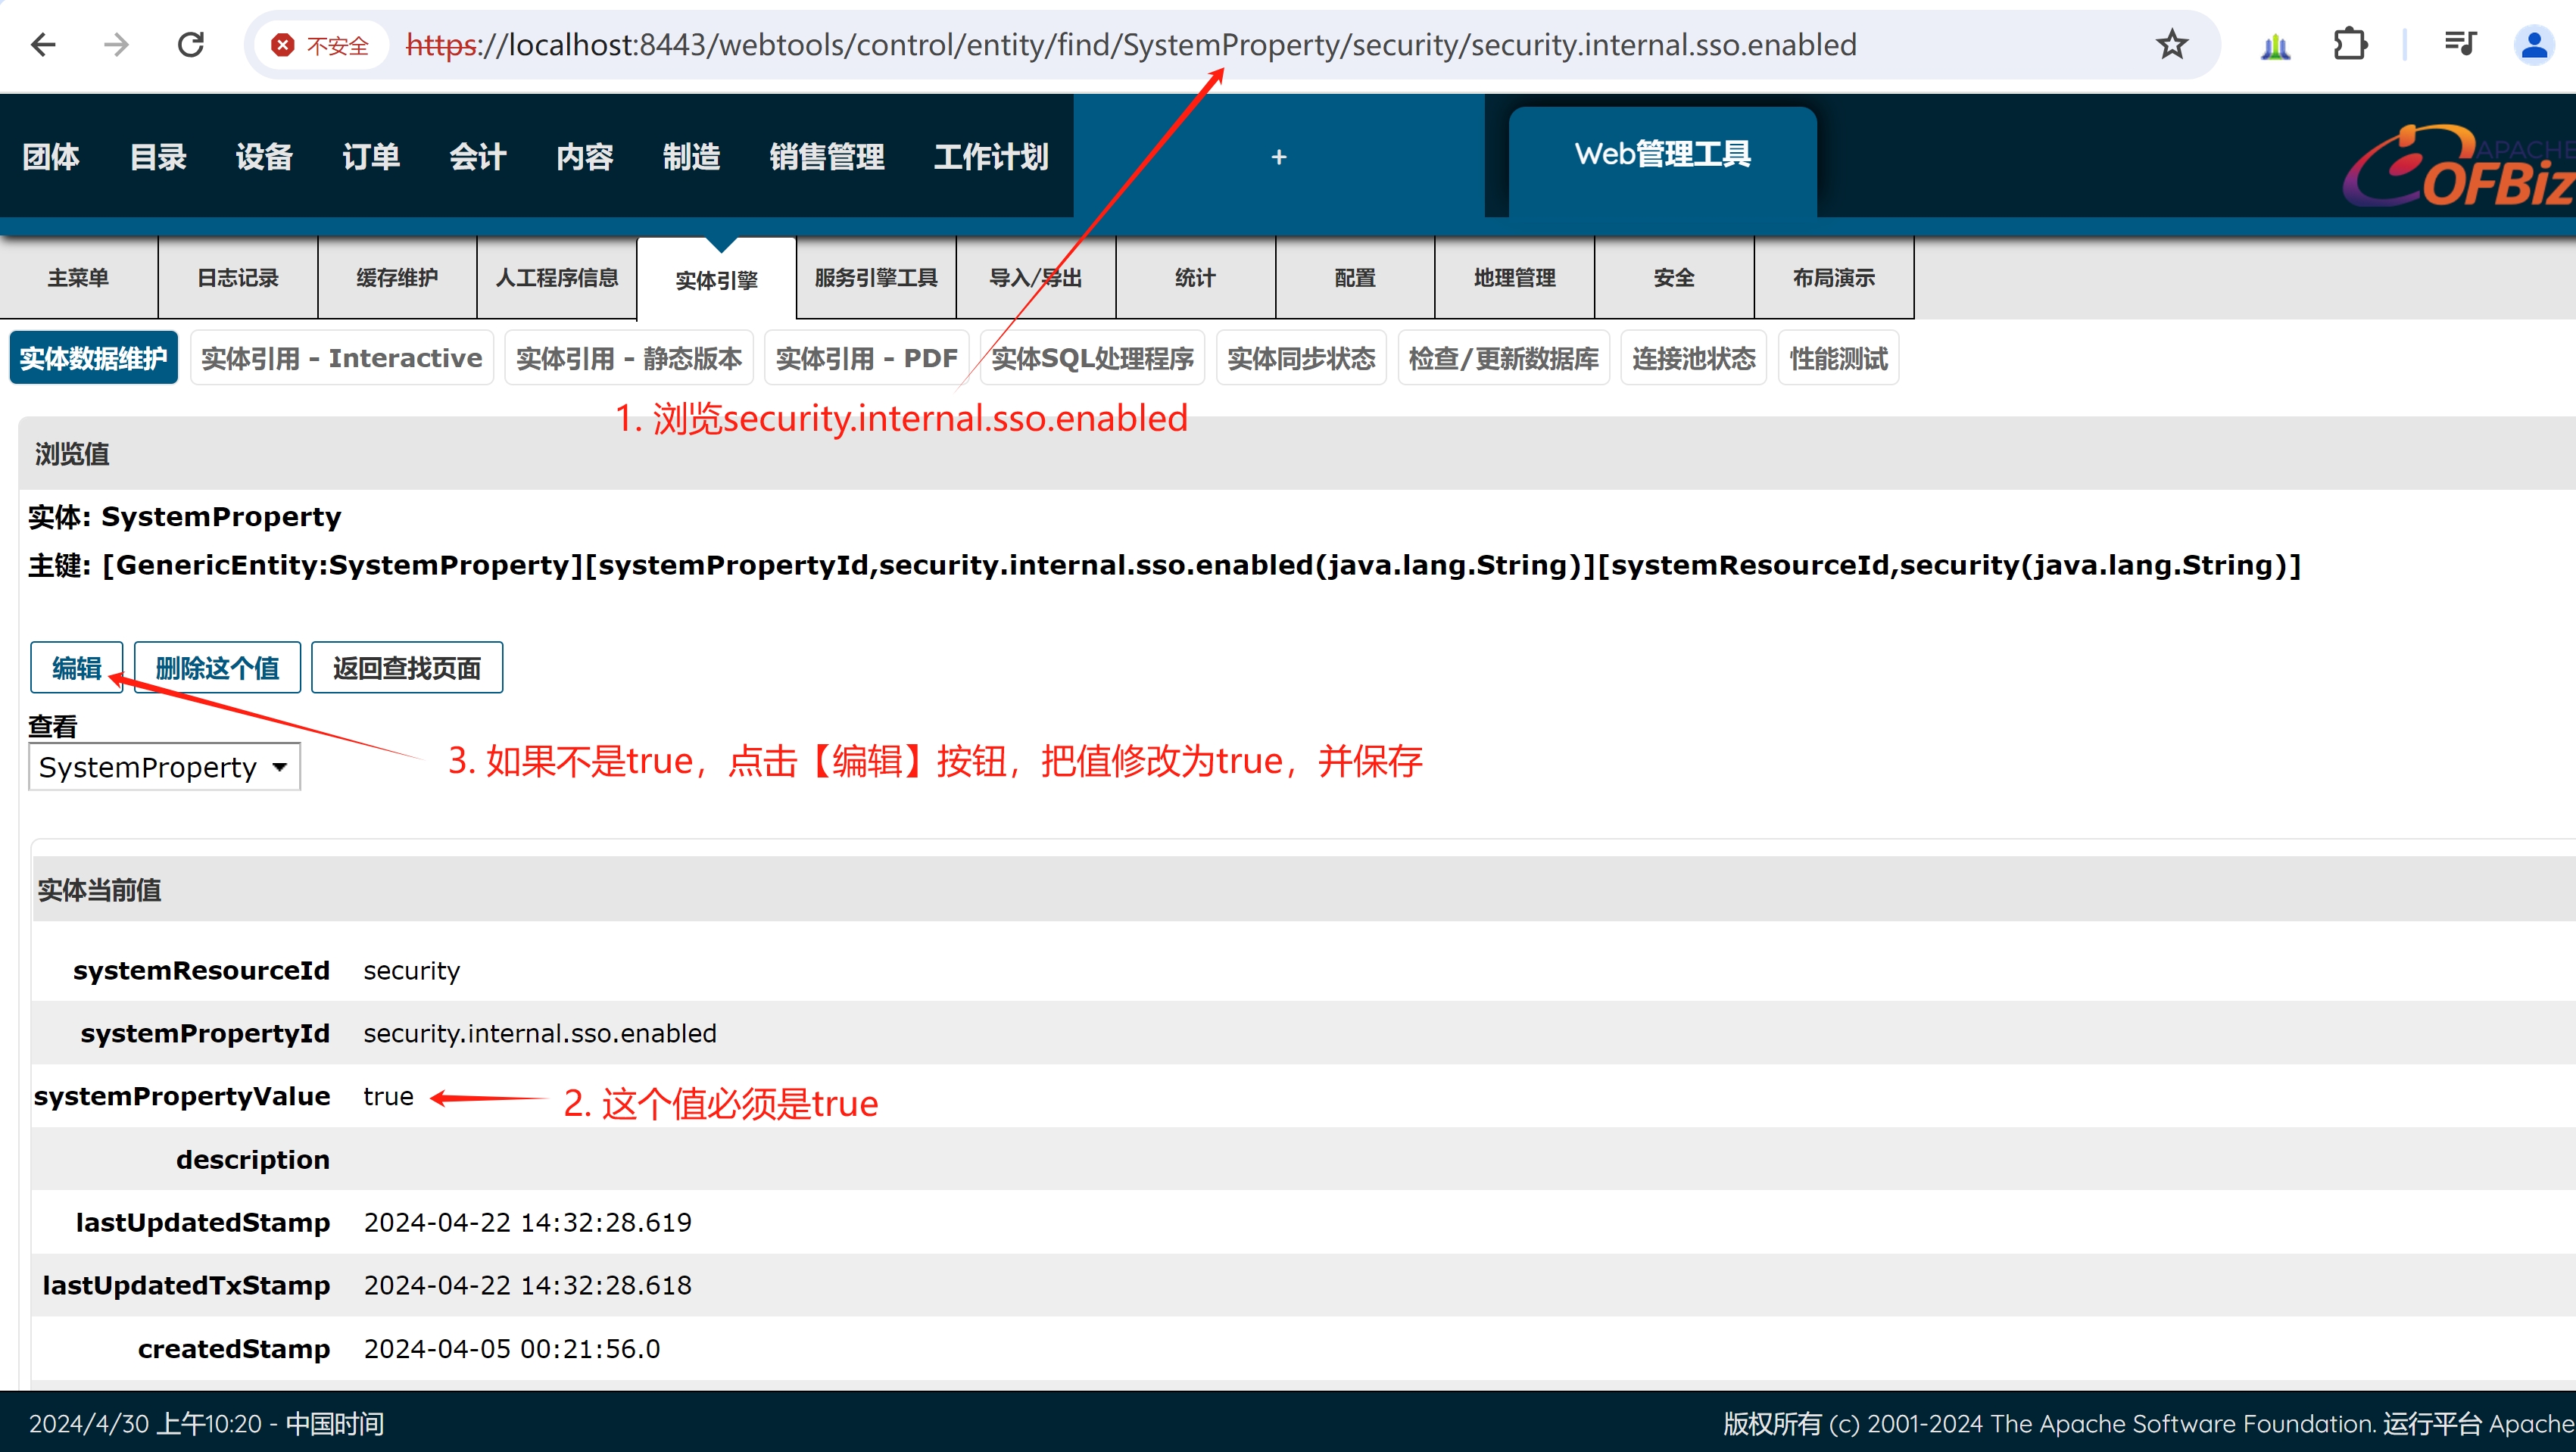 不安全 https://localhost:8443/webtools/control/entity/find/SystemProperty/security/security.internal.sso.enabled
团体 目录 设备 订单 会计 内容 制造 销售管理 工作计划 + Web管理工具 APACHE OFBiz
主菜单 日志记录 缓存维护 人工程序信息 实体引擎 服务引擎工具 导入/导出 统计 配置 地理管理 安全 布局演示
实体数据维护 实体引用 - Interactive 实体引用 - 静态版本 实体引用 - PDF 实体SQL处理程序 实体同步状态 检查/更新数据库 连接池状态 性能测试
1. 浏览security.internal.sso.enabled
浏览值
实体: SystemProperty
主键: [GenericEntity:SystemProperty][systemPropertyId,security.internal.sso.enabled(java.lang.String)][systemResourceId,security(java.lang.String)]
编辑 删除这个值 返回查找页面
查看
SystemProperty
3. 如果不是true，点击【编辑】按钮，把值修改为true，并保存
实体当前值
systemResourceId security
systemPropertyId security.internal.sso.enabled
systemPropertyValue true
2. 这个值必须是true
description
lastUpdatedStamp 2024-04-22 14:32:28.619
lastUpdatedTxStamp 2024-04-22 14:32:28.618
createdStamp 2024-04-05 00:21:56.0
2024/4/30 上午10:20 - 中国时间
版权所有 (c) 2001-2024 The Apache Software Foundation. 运行平台 Apache